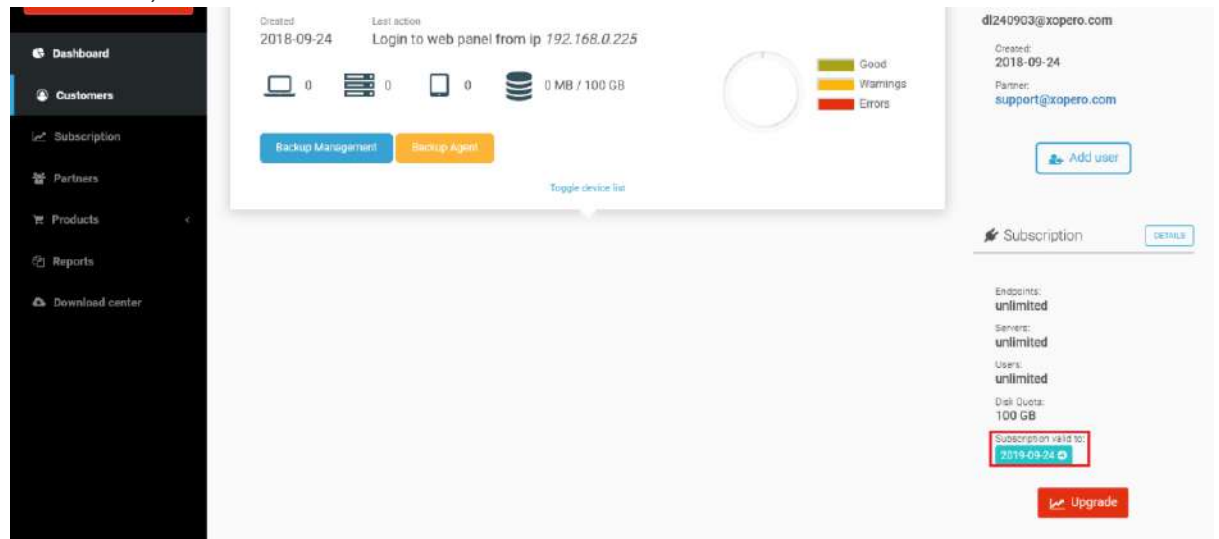 Dashboard
Customers
Subscription
Partners
Products
Reports
Download center
Created
Last action
2018-09-24
Login to web panel from ip 192.168.0.225
0
0
0
0 MB / 100 GB
Good
Warnings
Errors
Backup Management
Backup Agent
Toggle device list
dl240903@xopero.com
Created:
2018-09-24
Partner:
support@xopero.com
Add user
Subscription
DETAILS
Endpoints:
unlimited
Servers:
unlimited
Users:
unlimited
Disk Quota:
100 GB
Subscription valid to:
2019-09-24
Upgrade